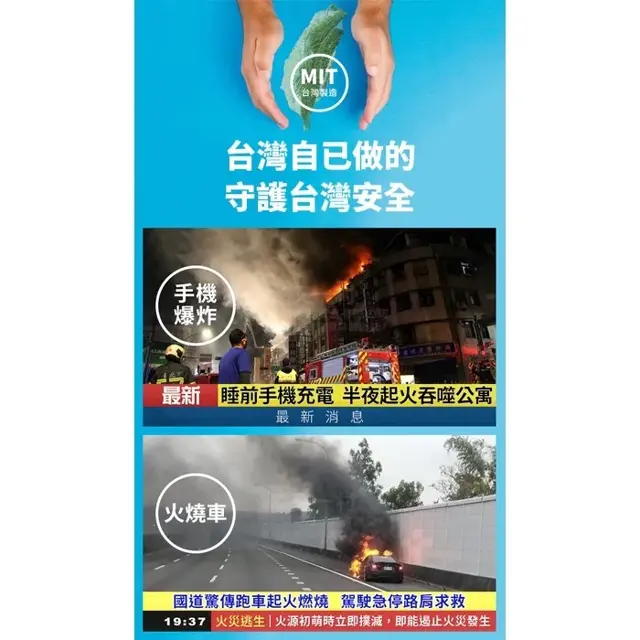 MIT
台灣製造
台灣自己做的
守護台灣安全
手機
爆炸
最新
睡前手機充電 半夜起火吞噬公寓
最新消息
火燒車
國道驚傳跑車起火燃燒 駕駛急停路肩求救
19:37 火災逃生 | 火源初萌時立即撲滅,即能遏止火災發生